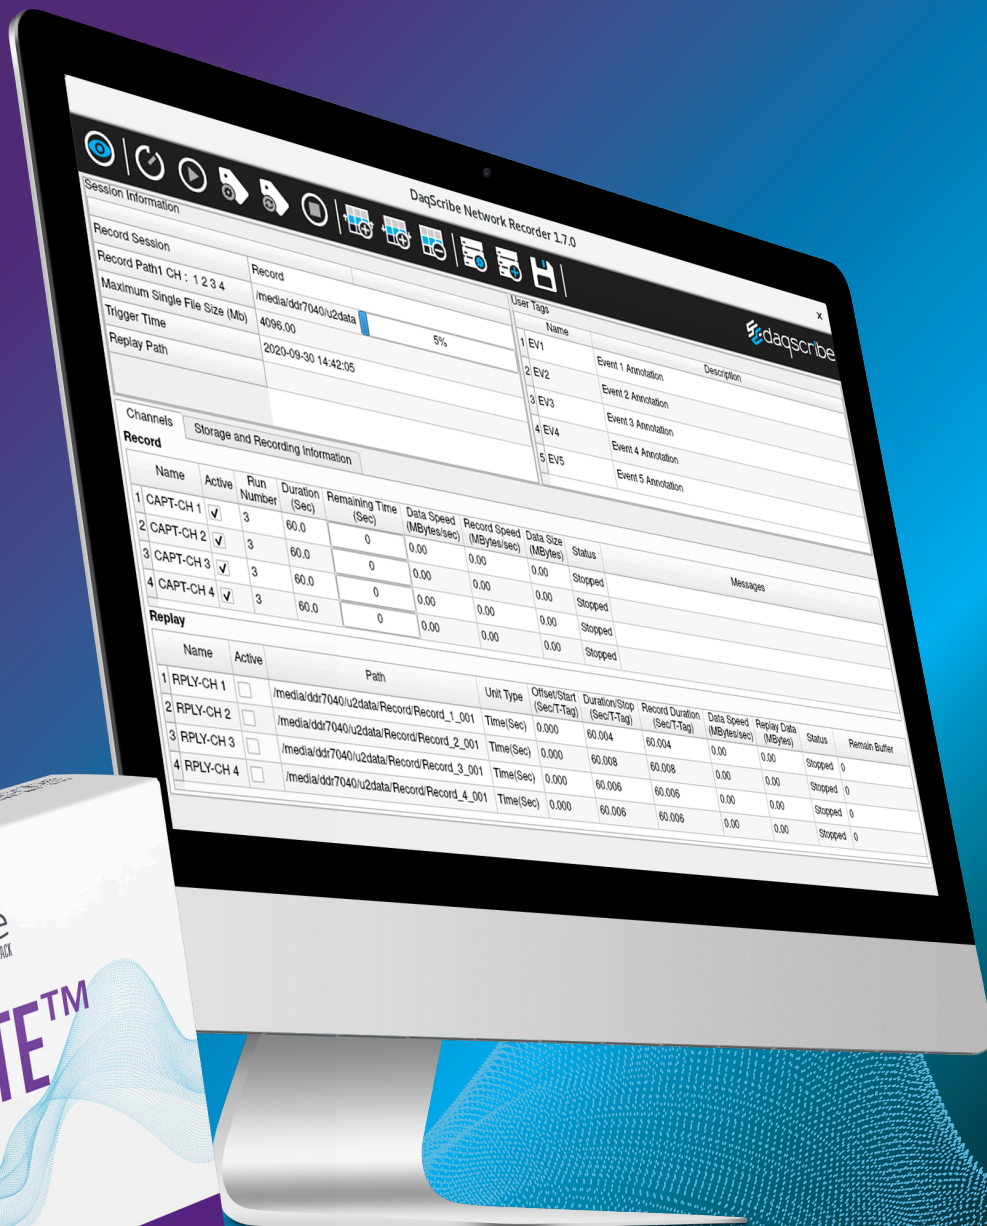 DaqScribe Network Recorder 1.7.0
x
daqscribe
Session Information
Record Session Record
Record Path1 CH : 1 2 3 4 /media/ddr7040/u2data 5%
Maximum Single File Size (Mb) 4096.00
Trigger Time 2020-09-30 14:42:05
Replay Path
User Tags
Name Description
1 EV1 Event 1 Annotation
2 EV2 Event 2 Annotation
3 EV3 Event 3 Annotation
4 EV4 Event 4 Annotation
5 EV5 Event 5 Annotation
Channels Storage and Recording Information
Record
Name Active Run Number Duration (Sec) Remaining Time (Sec) Data Speed (MBytes/sec) Record Speed (MBytes/sec) Data Size (MBytes) Status Messages
1 CAPT-CH 1 3 60.0 0 0.00 0.00 0.00 Stopped
2 CAPT-CH 2 3 60.0 0 0.00 0.00 0.00 Stopped
3 CAPT-CH 3 3 60.0 0 0.00 0.00 0.00 Stopped
4 CAPT-CH 4 3 60.0 0 0.00 0.00 0.00 Stopped
Replay
Name Active Path Unit Type Offset/Start (Sec/T-Tag) Duration/Stop (Sec/T-Tag) Record Duration (Sec/T-Tag) Data Speed (MBytes/sec) Replay Data (MBytes) Status Remain Buffer
1 RPLY-CH 1 /media/ddr7040/u2data/Record/Record_1_001 Time(Sec) 0.000 60.004 60.004 0.00 0.00 Stopped 0
2 RPLY-CH 2 /media/ddr7040/u2data/Record/Record_2_001 Time(Sec) 0.000 60.008 60.008 0.00 0.00 Stopped 0
3 RPLY-CH 3 /media/ddr7040/u2data/Record/Record_3_001 Time(Sec) 0.000 60.006 60.006 0.00 0.00 Stopped 0
4 RPLY-CH 4 /media/ddr7040/u2data/Record/Record_4_001 Time(Sec) 0.000 60.006 60.006 0.00 0.00 Stopped 0
TE™